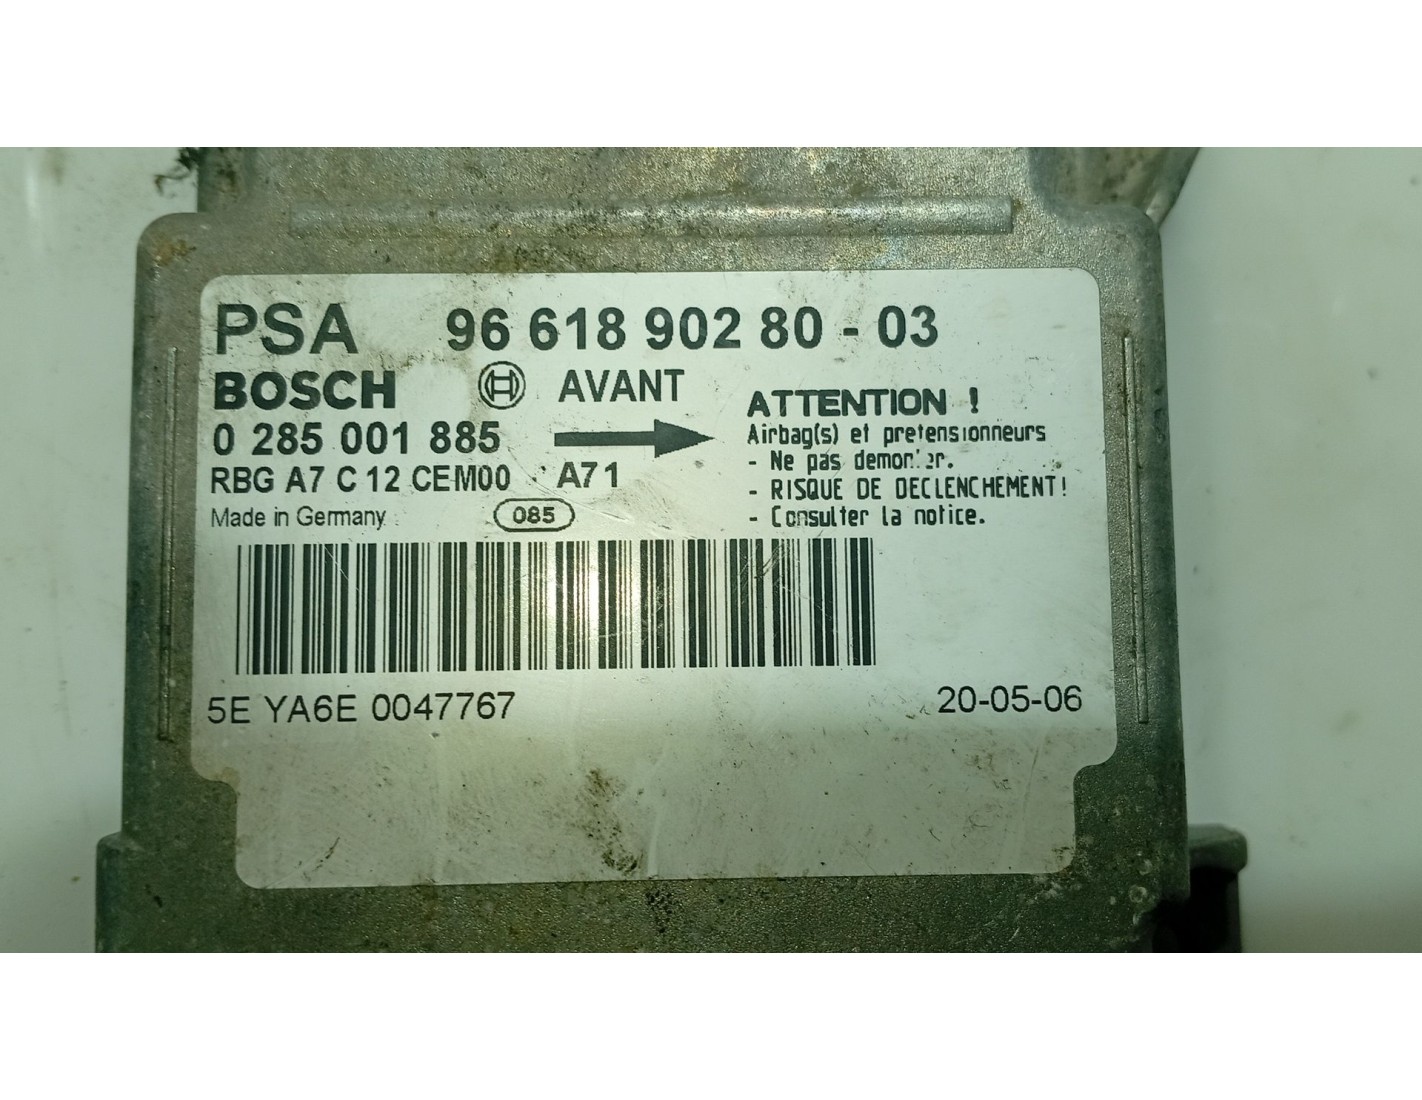 PSA 96 618 902 80 - 03
BOSCH AVANT
0 285 001 885
RBG A7 C 12 CEM00 A71
Made in Germany 085
ATTENTION !
Airbag(s) et pretensionneurs
- Ne pas demonter.
- RISQUE DE DECLENCHEMENT!
- Consulter la notice.
5E YA6E 0047767 20-05-06